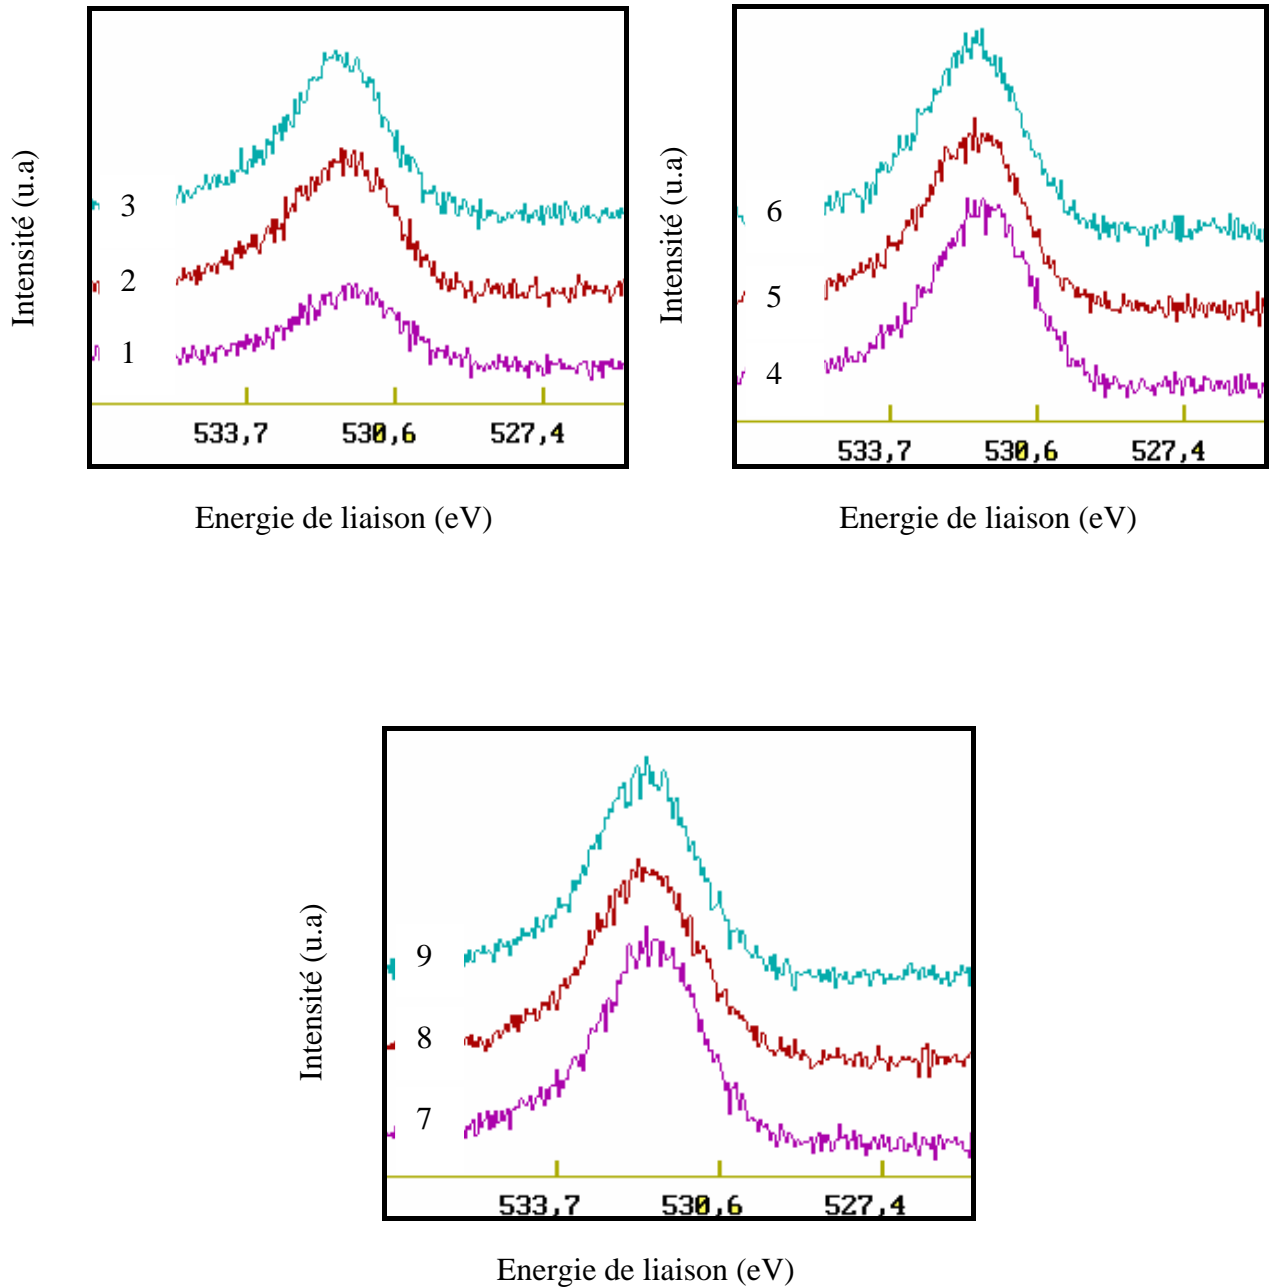 Intensité (u.a)
3
2
1
533,7 530,6 527,4
Energie de liaison (eV)
Intensité (u.a)
6
5
4
533,7 530,6 527,4
Energie de liaison (eV)
Intensité (u.a)
9
8
7
533,7 530,6 527,4
Energie de liaison (eV)